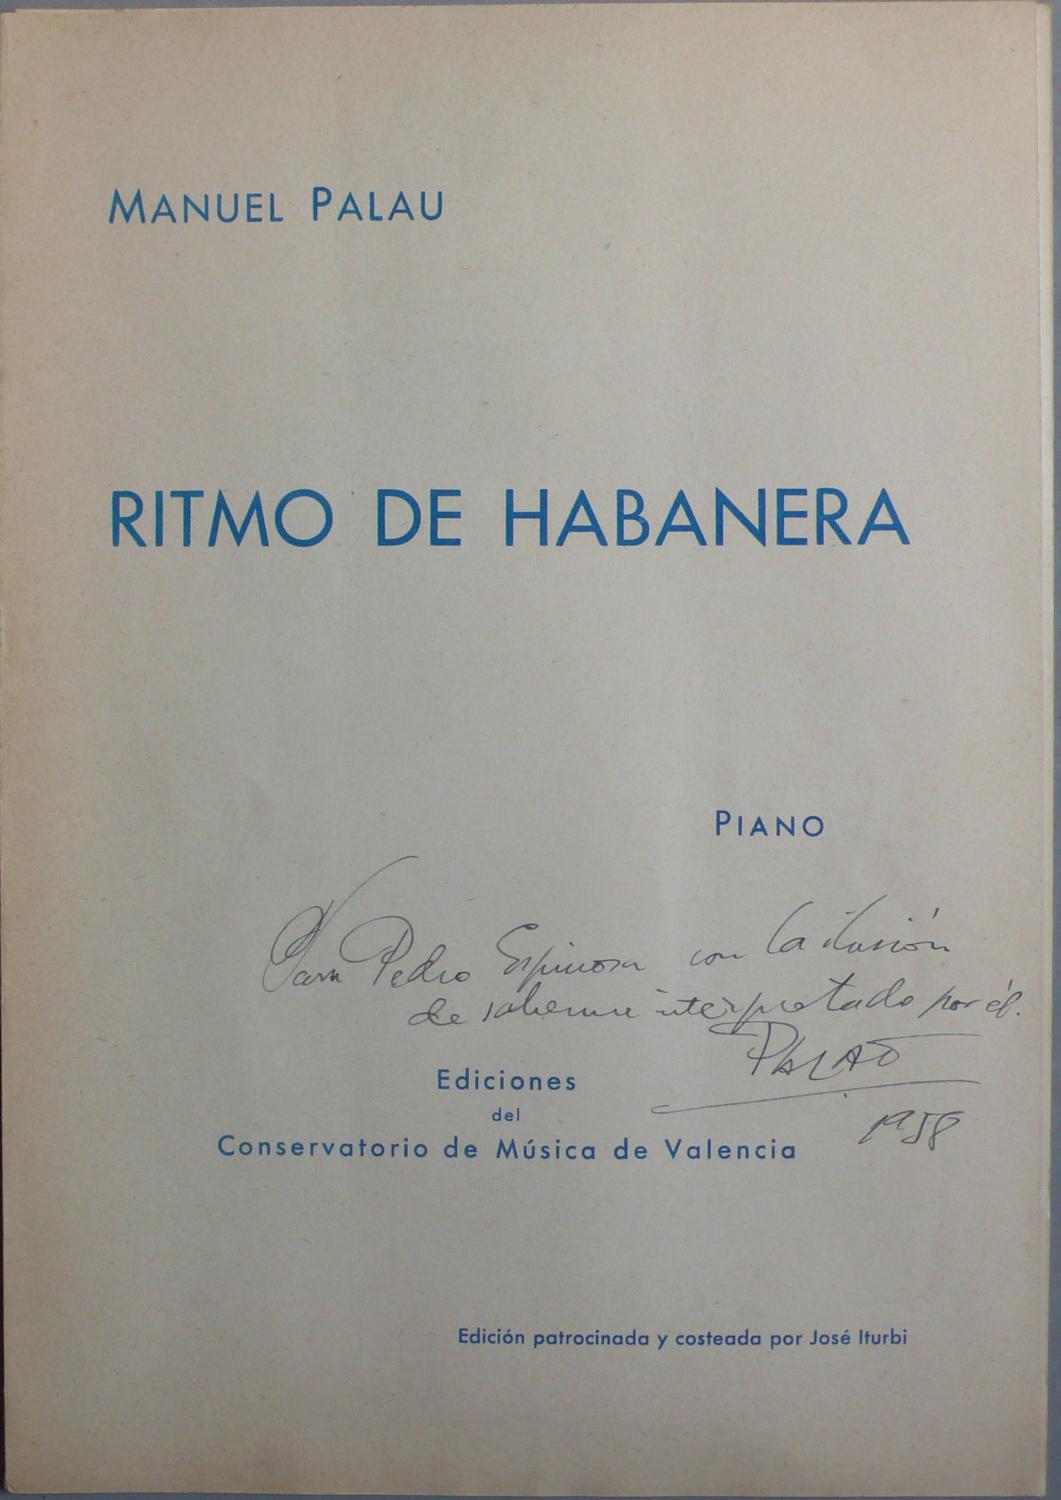 MANUEL PALAU
RITMO DE HABANERA
PIANO
Para Pedro Espinosa con la ilusión
de saberme interpretado por él.
PALAU
1958
Ediciones
del
Conservatorio de Música de Valencia
Edición patrocinada y costeada por José Iturbi